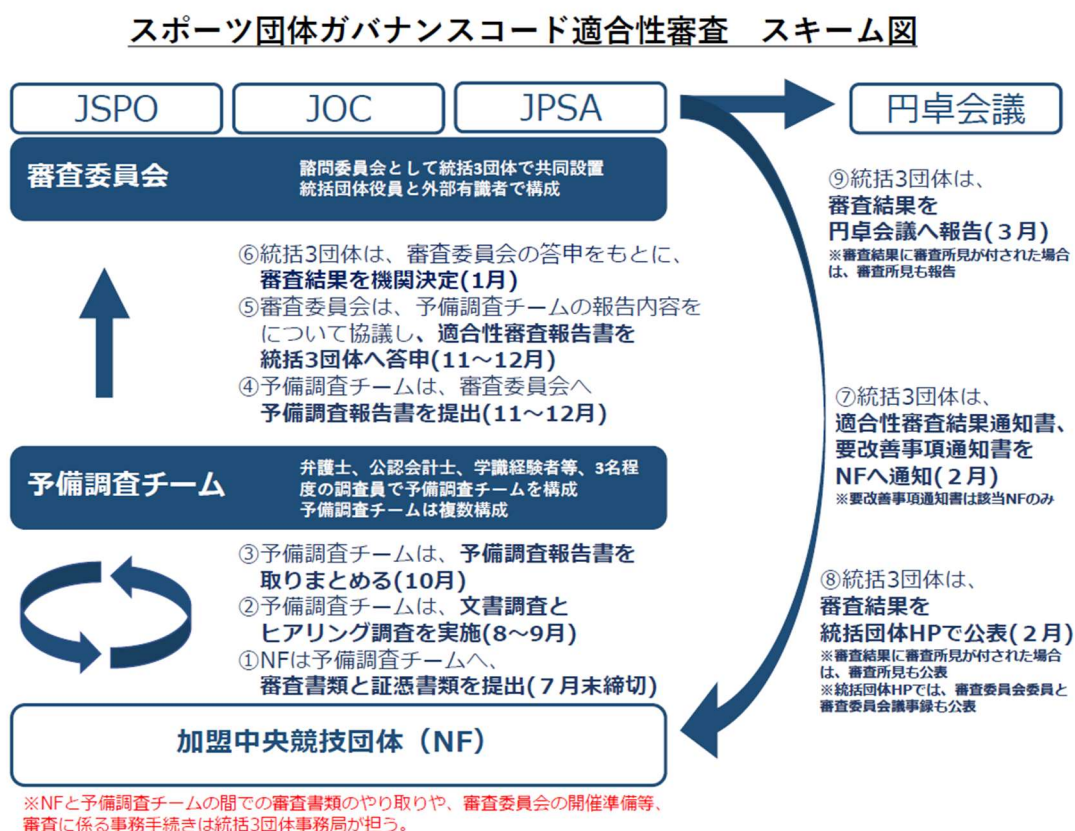 スポーツ団体ガバナンスコード適合性審査　スキーム図
JSPO
JOC
JPSA
円卓会議
審査委員会
諮問委員会として統括3団体で共同設置
統括団体役員と外部有識者で構成
⑥統括3団体は、審査委員会の答申をもとに、
審査結果を機関決定(1月)
⑤審査委員会は、予備調査チームの報告内容を
について協議し、適合性審査報告書を
統括3団体へ答申(11～12月)
④予備調査チームは、審査委員会へ
予備調査報告書を提出(11～12月)
予備調査チーム
弁護士、公認会計士、学識経験者等、3名程
度の調査員で予備調査チームを構成
予備調査チームは複数構成
③予備調査チームは、予備調査報告書を
取りまとめる(10月)
②予備調査チームは、文書調査と
ヒアリング調査を実施(8～9月)
①NFは予備調査チームへ、
審査書類と証憑書類を提出(７月末締切)
加盟中央競技団体（NF）
※NFと予備調査チームの間での審査書類のやり取りや、審査委員会の開催準備等、
審査に係る事務手続きは統括3団体事務局が担う。
⑨統括3団体は、
審査結果を
円卓会議へ報告(３月)
※審査結果に審査所見が付された場合
は、審査所見も報告
⑦統括3団体は、
適合性審査結果通知書、
要改善事項通知書を
NFへ通知(２月)
※要改善事項通知書は該当NFのみ
⑧統括3団体は、
審査結果を
統括団体HPで公表(２月)
※審査結果に審査所見が付された場合
は、審査所見も公表
※統括団体HPでは、審査委員会委員と
審査委員会議事録も公表